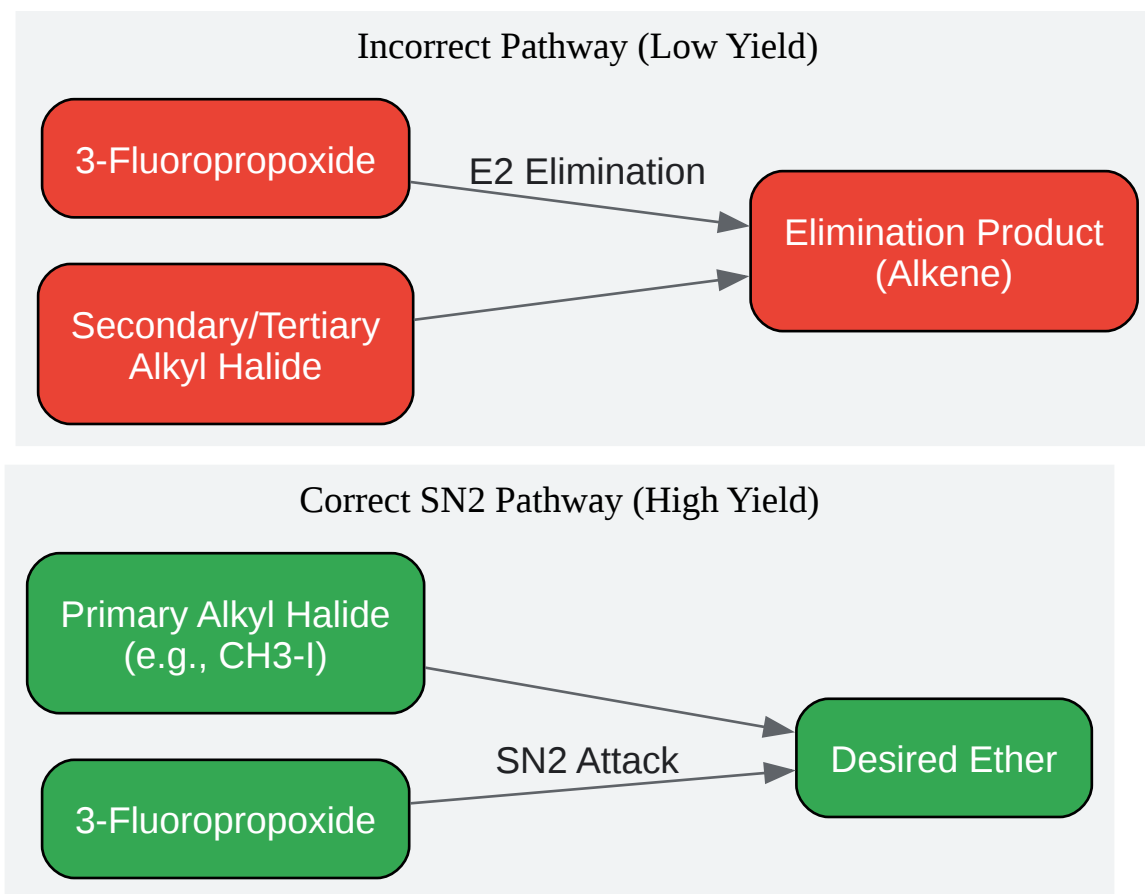 Incorrect Pathway (Low Yield)
3-Fluoropropoxide
E2 Elimination
Elimination Product
(Alkene)
Secondary/Tertiary
Alkyl Halide
Correct SN2 Pathway (High Yield)
Primary Alkyl Halide
(e.g., CH3-I)
SN2 Attack
Desired Ether
3-Fluoropropoxide